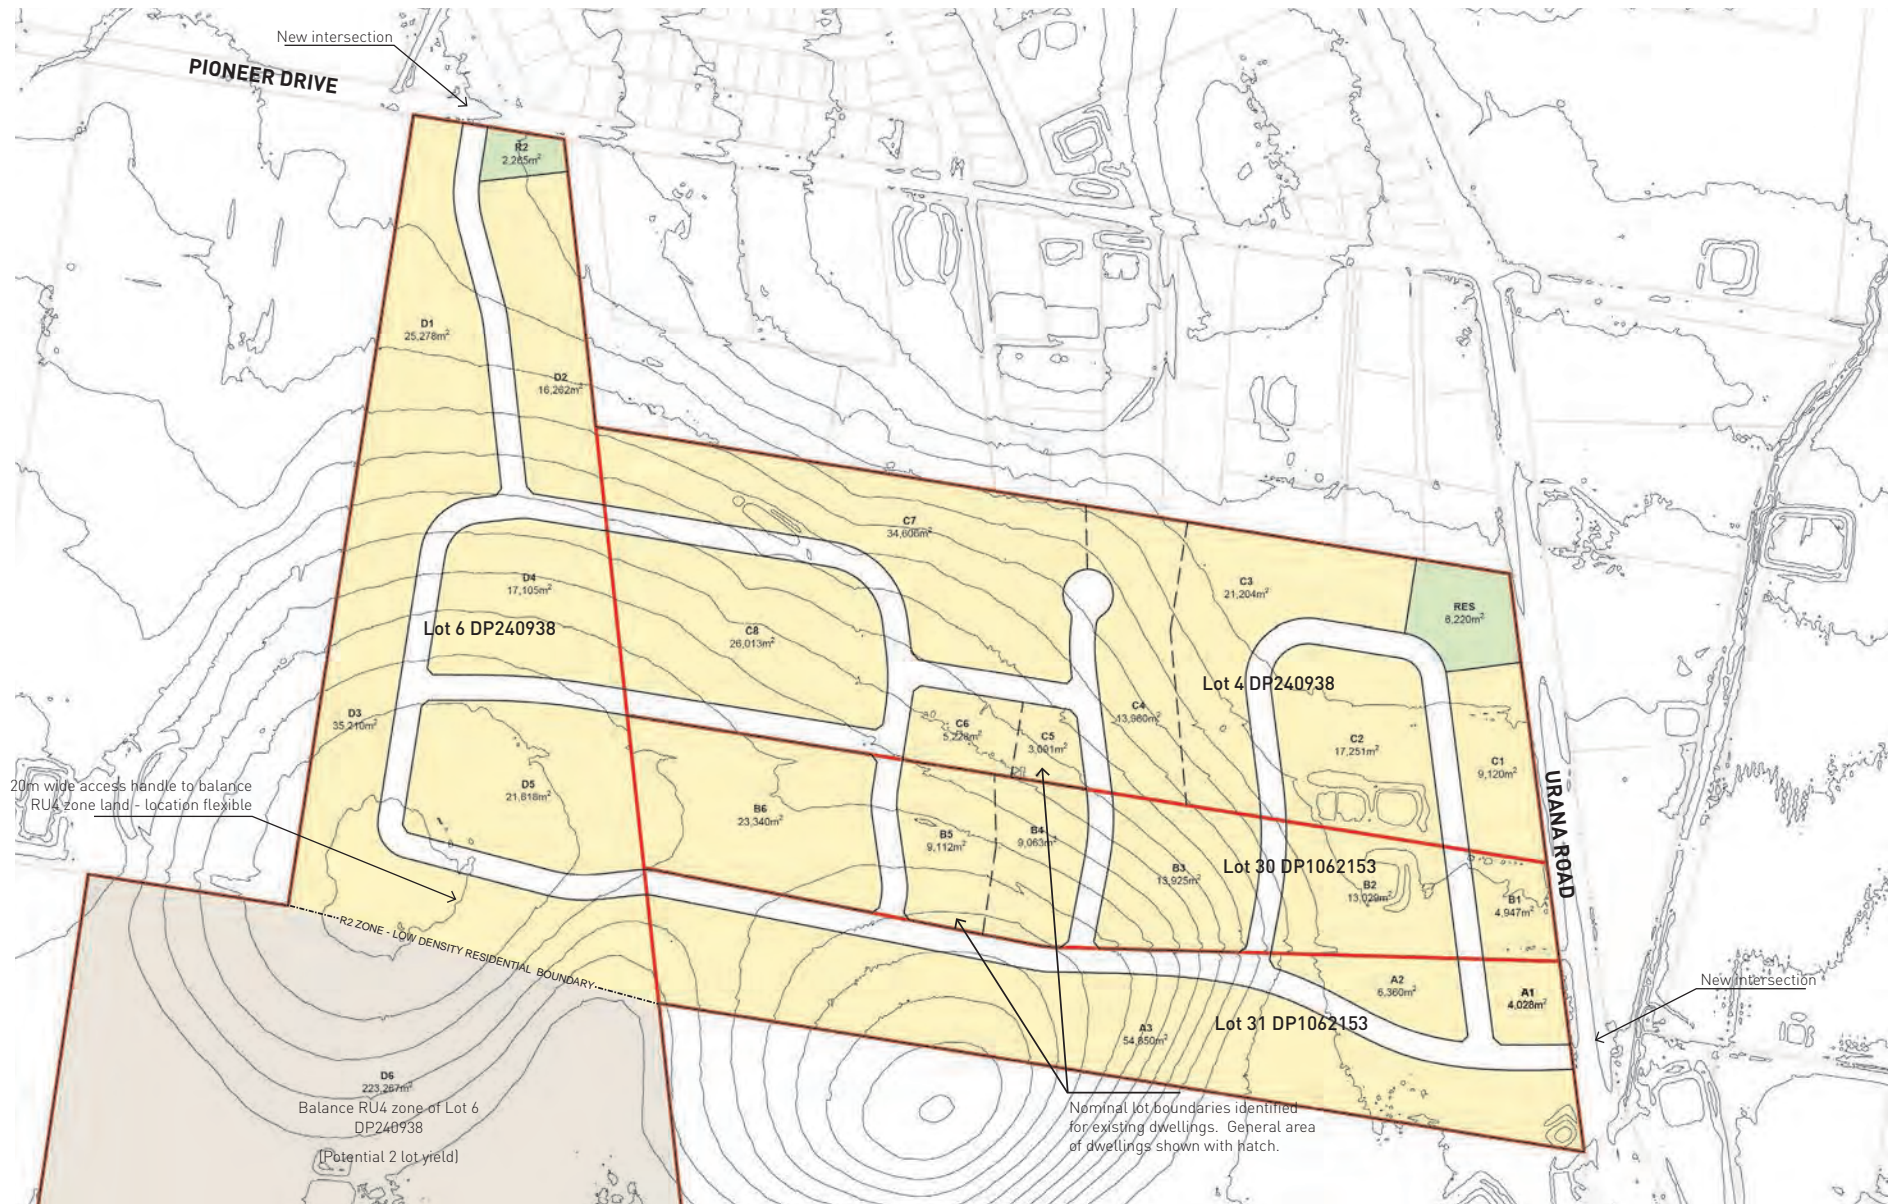 New intersection
PIONEER DRIVE
R2
2,265m²
D1
25,278m²
D2
16,262m²
C7
34,606m²
C3
21,204m²
RES
8,220m²
D4
17,105m²
Lot 6 DP240938
C8
26,013m²
Lot 4 DP240938
D3
35,210m²
C6
5,228m²
C5
3,091m²
C4
13,960m²
C2
17,251m²
C1
9,120m²
20m wide access handle to balance
RU4 zone land - location flexible
D5
21,818m²
B6
23,340m²
B5
9,112m²
B4
9,063m²
B3
13,925m²
Lot 30 DP1062153
B2
13,029m²
B1
4,947m²
URANA ROAD
R2 ZONE - LOW DENSITY RESIDENTIAL BOUNDARY
A2
6,360m²
A1
4,028m²
New intersection
A3
54,850m²
Lot 31 DP1062153
D6
223,267m²
Balance RU4 zone of Lot 6
DP240938
(Potential 2 lot yield)
Nominal lot boundaries identified
for existing dwellings. General area
of dwellings shown with hatch.